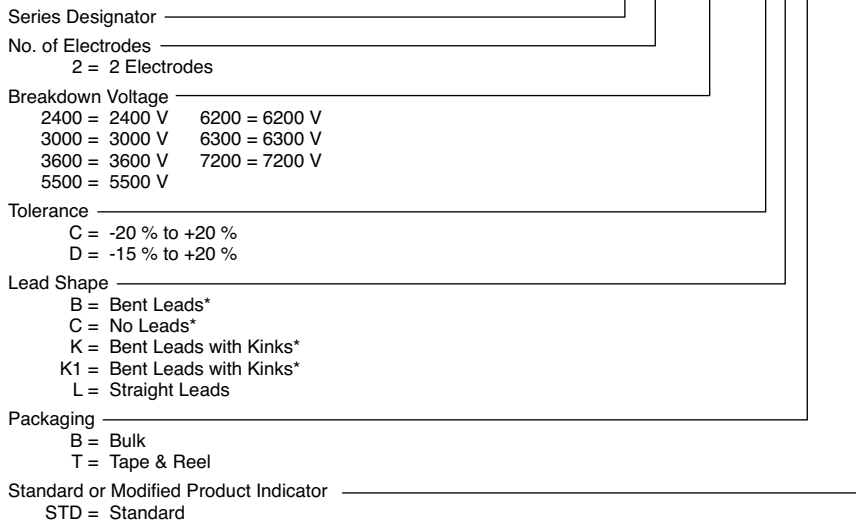 Series Designator
No. of Electrodes
2 = 2 Electrodes
Breakdown Voltage
2400 = 2400 V 6200 = 6200 V
3000 = 3000 V 6300 = 6300 V
3600 = 3600 V 7200 = 7200 V
5500 = 5500 V
Tolerance
C = -20 % to +20 %
D = -15 % to +20 %
Lead Shape
B = Bent Leads*
C = No Leads*
K = Bent Leads with Kinks*
K1 = Bent Leads with Kinks*
L = Straight Leads
Packaging
B = Bulk
T = Tape & Reel
Standard or Modified Product Indicator
STD = Standard